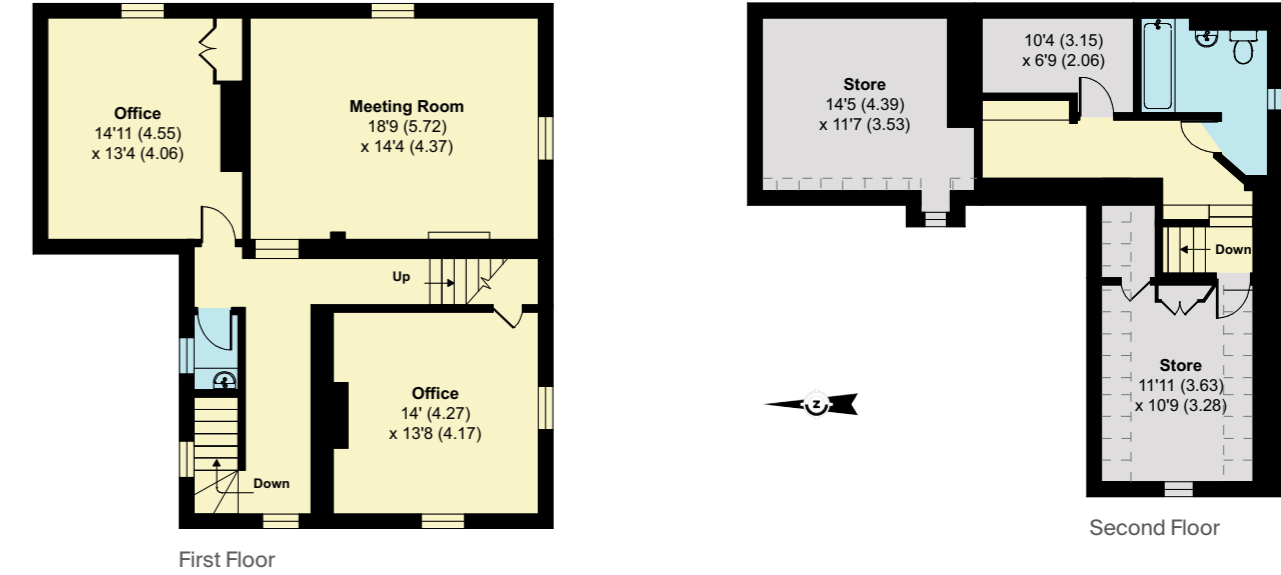 Office
14'11 (4.55)
x 13'4 (4.06)
Meeting Room
18'9 (5.72)
x 14'4 (4.37)
Up
Office
14' (4.27)
x 13'8 (4.17)
Down
First Floor
Store
14'5 (4.39)
x 11'7 (3.53)
10'4 (3.15)
x 6'9 (2.06)
Down
Store
11'11 (3.63)
x 10'9 (3.28)
N
Second Floor